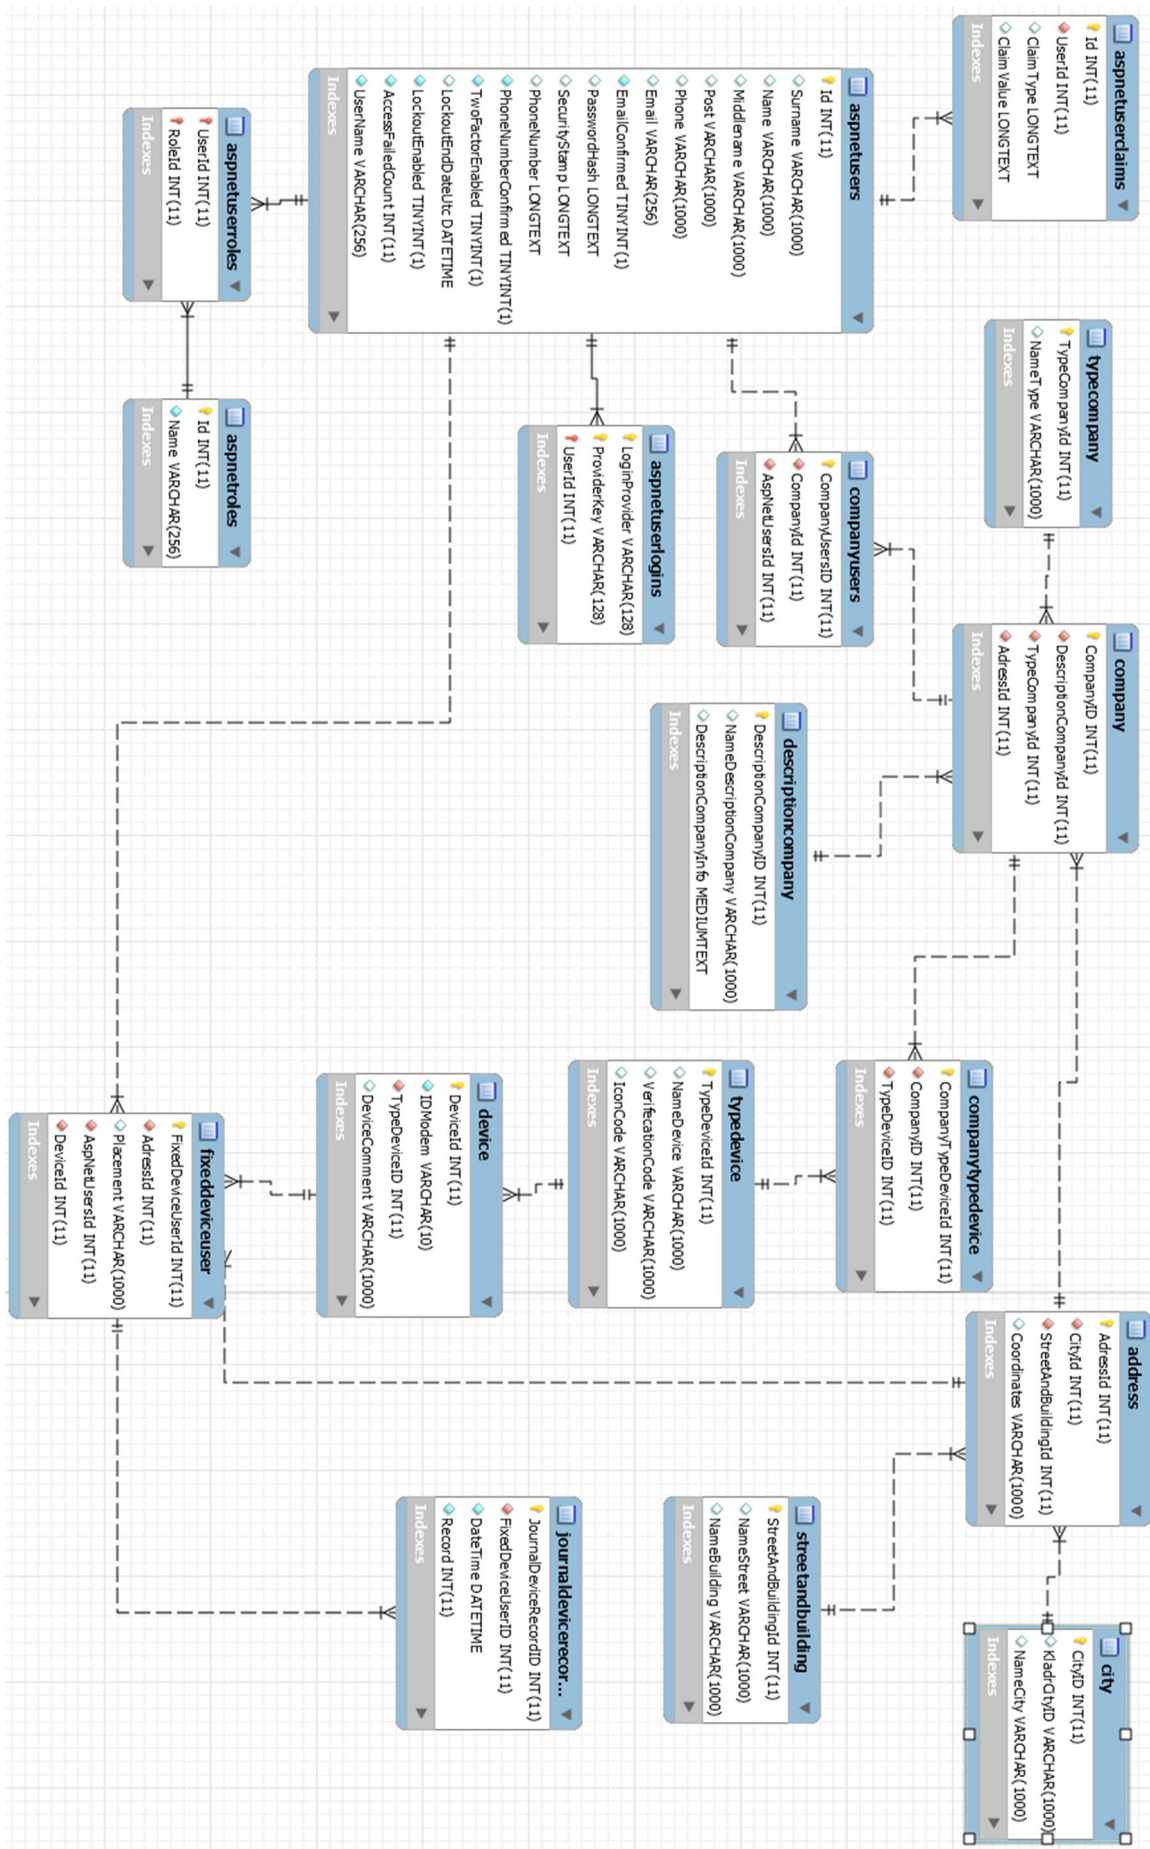 aspnetuserclaims
Id INT(11)
UserId INT(11)
ClaimType LONGTEXT
ClaimValue LONGTEXT
Indexes
typecompany
TypeCompanyId INT(11)
NameType VARCHAR(1000)
Indexes
company
CompanyID INT(11)
DescriptionCompanyId INT(11)
TypeCompanyId INT(11)
AdressId INT(11)
Indexes
address
AdressId INT(11)
CityId INT(11)
StreetAndBuildingId INT(11)
Coordinates VARCHAR(1000)
Indexes
city
CityID INT(11)
KladrCityID VARCHAR(1000)
NameCity VARCHAR(1000)
Indexes
aspnetusers
Id INT(11)
Surname VARCHAR(1000)
Name VARCHAR(1000)
Middlename VARCHAR(1000)
Post VARCHAR(1000)
Phone VARCHAR(1000)
Email VARCHAR(256)
EmailConfirmed TINYINT(1)
PasswordHash LONGTEXT
SecurityStamp LONGTEXT
PhoneNumber LONGTEXT
PhoneNumberConfirmed TINYINT(1)
TwoFactorEnabled TINYINT(1)
LockoutEndDateUtc DATETIME
LockoutEnabled TINYINT(1)
AccessFailedCount INT(11)
UserName VARCHAR(256)
Indexes
companyusers
CompanyUsersID INT(11)
CompanyId INT(11)
AspNetUsersId INT(11)
Indexes
companytypedevice
CompanyTypeDeviceId INT(11)
CompanyID INT(11)
TypeDeviceID INT(11)
Indexes
descriptioncompany
DescriptionCompanyID INT(11)
NameDescriptionCompany VARCHAR(1000)
DescriptionCompanyInfo MEDIUMTEXT
Indexes
streetandbuilding
StreetAndBuildingId INT(11)
NameStreet VARCHAR(1000)
NameBuilding VARCHAR(1000)
Indexes
aspnetuserlogins
LoginProvider VARCHAR(128)
ProviderKey VARCHAR(128)
UserId INT(11)
Indexes
typedevice
TypeDeviceId INT(11)
NameDevice VARCHAR(1000)
VerifecationCode VARCHAR(1000)
IconCode VARCHAR(1000)
Indexes
journaldevicerecor...
JournalDeviceRecordID INT(11)
FixedDeviceUserID INT(11)
DateTime DATETIME
Record INT(11)
Indexes
device
DeviceId INT(11)
IDModem VARCHAR(10)
TypeDeviceID INT(11)
DeviceComment VARCHAR(1000)
Indexes
aspnetuserroles
UserId INT(11)
RoleId INT(11)
Indexes
aspnetroles
Id INT(11)
Name VARCHAR(256)
Indexes
fixeddeviceuser
FixedDeviceUserId INT(11)
AdressId INT(11)
Placement VARCHAR(1000)
AspNetUsersId INT(11)
DeviceId INT(11)
Indexes